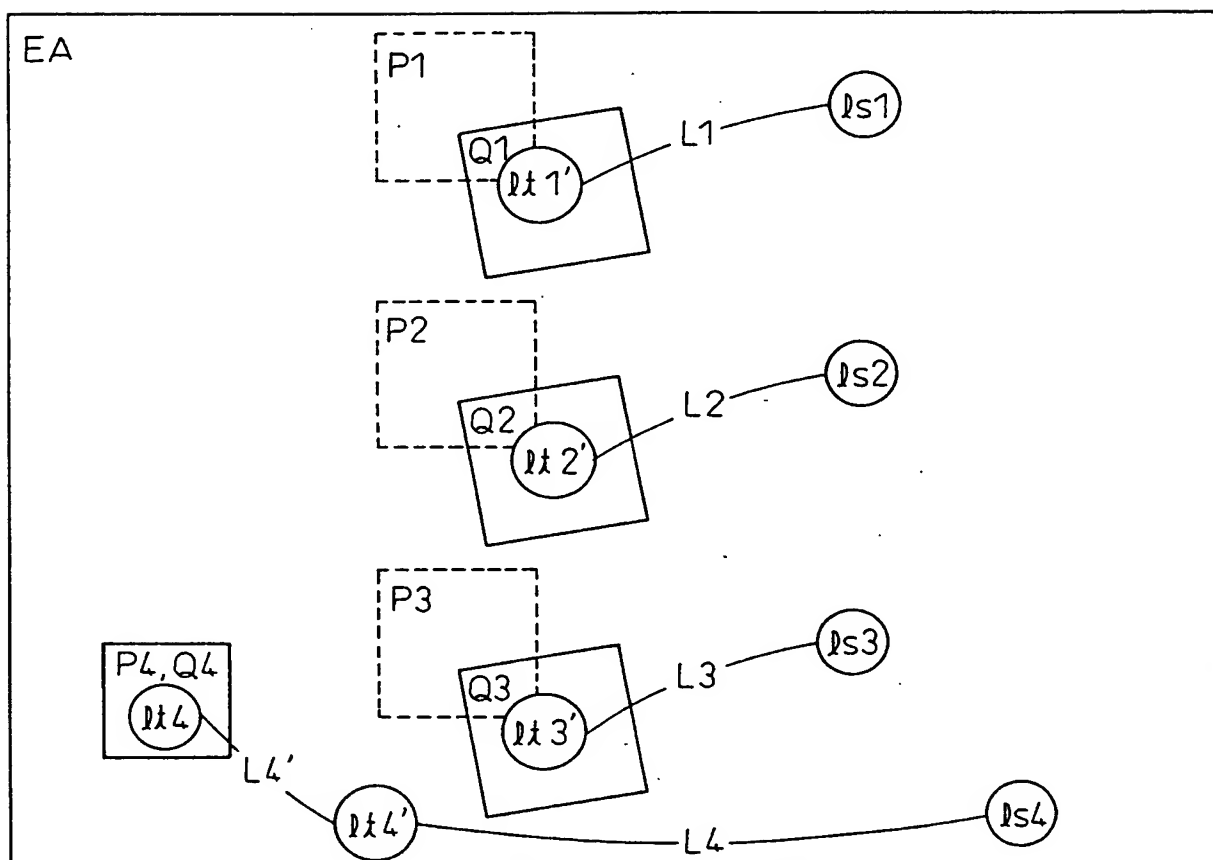 EA
P1
Q1
lt1'
L1
ls1
P2
Q2
lt2'
L2
ls2
P3
Q3
lt3'
L3
ls3
P4, Q4
lt4
L4'
lt4'
L4
ls4